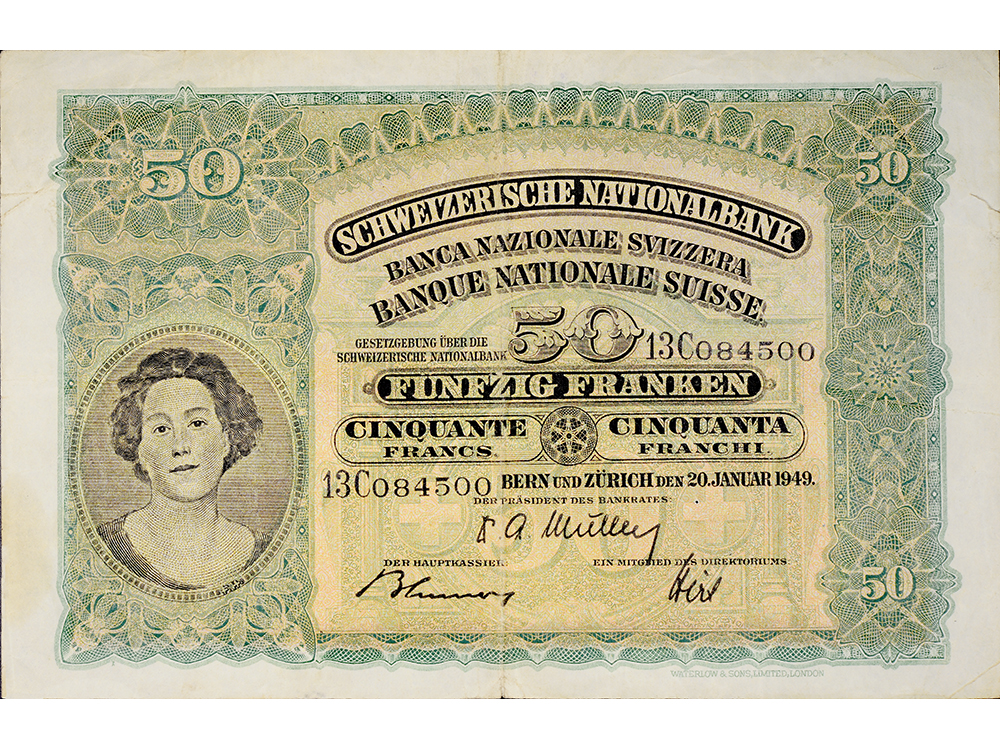 50
50
SCHWEIZERISCHE NATIONALBANK
BANCA NAZIONALE SVIZZERA
BANQUE NATIONALE SUISSE.
GESETZGEBUNG ÜBER DIE
SCHWEIZERISCHE NATIONALBANK
50
13C084500
FÜNFZIG FRANKEN
CINQUANTE
FRANCS.
CINQUANTA
FRANCHI.
13C084500
BERN UND ZÜRICH DEN 20. JANUAR 1949.
DER PRÄSIDENT DES BANKRATES:
A. Müller
DER HAUPTKASSIER:
EIN MITGLIED DES DIREKTORIUMS:
50
WATERLOW & SONS, LIMITED, LONDON